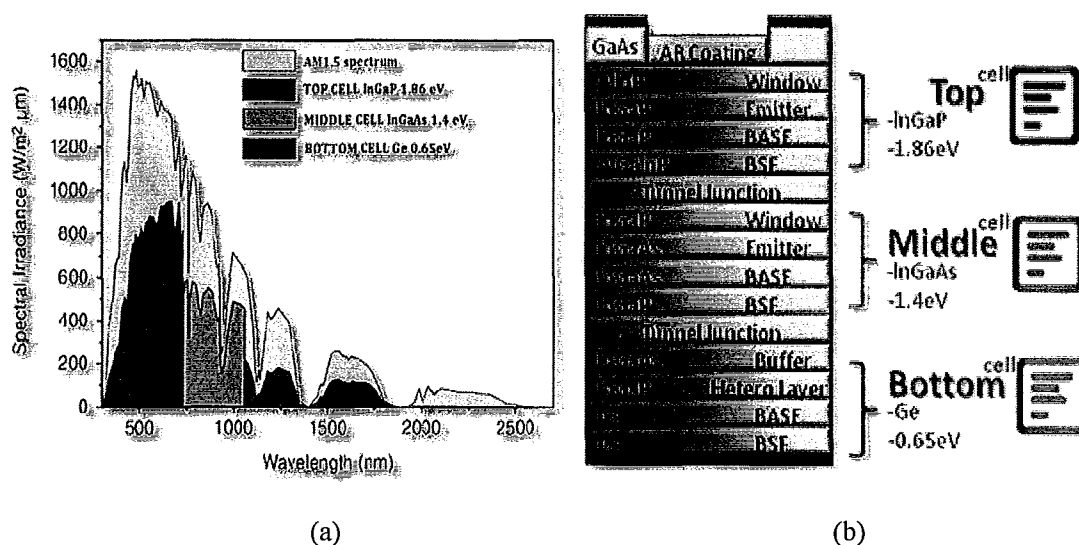 1600
1400
1200
1000
800
600
400
200
0
Spectral Irradiance (W/m² µm)
AM1.5 spectrum
TOP CELL InGaP 1.86 eV
MIDDLE CELL InGaAs 1,4 eV
BOTTOM CELL Ge 0.65eV
500 1000 1500 2000 2500
Wavelength (nm)
(a)
GaAs
AR Coating
Window
Emitter
BASE
BSF
Tunnel Junction
Window
Emitter
BASE
BSF
Tunnel Junction
Buffer
Hetero Layer
BASE
BSF
Top cell
-InGaP
-1.86eV
Middle cell
-InGaAs
-1.4eV
Bottom cell
-Ge
-0.65eV
(b)